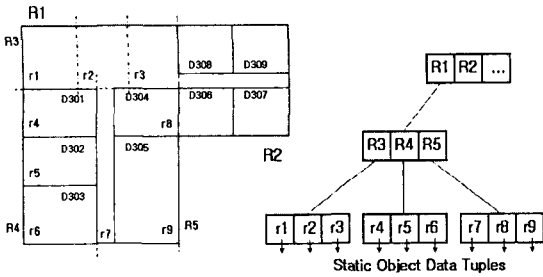 R1
R3
D308 D309
r1 r2 r3
D301 D304 D306 D307
r4 r8
D302 D305
R2
r5
D303
R4 r6 r7 r9 R5
R1 R2 ...
R3 R4 R5
r1 r2 r3 r4 r5 r6 r7 r8 r9
Static Object Data Tuples